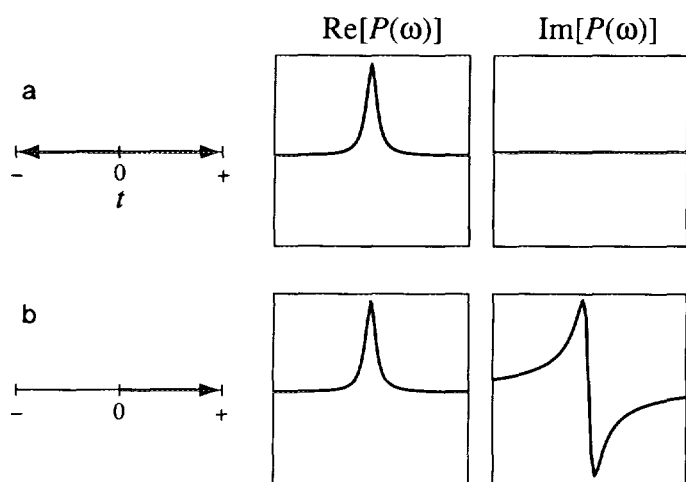 Re[P(ω)] Im[P(ω)]
a
- 0 +
t
b
- 0 +